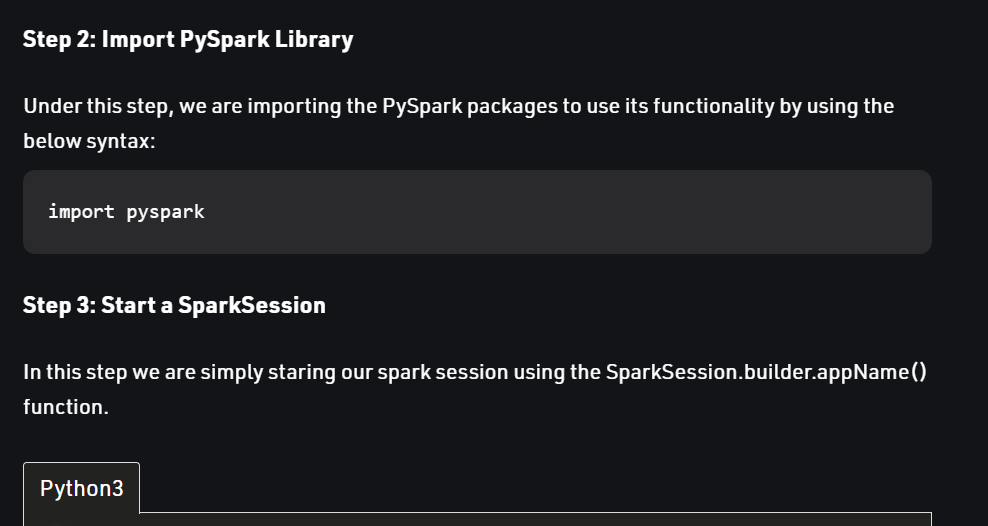 Step 2: Import PySpark Library
Under this step, we are importing the PySpark packages to use its functionality by using the
below syntax:
import pyspark
Step 3: Start a SparkSession
In this step we are simply staring our spark session using the SparkSession.builder.appName()
function.
Python3